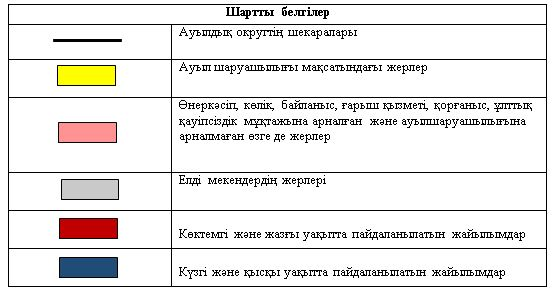 Шартты белгілер
Ауылдық округтің шекаралары
Ауыл шаруашылығы мақсатындағы жерлер
Өнеркәсіп, көлік, байланыс, ғарыш қызметі, қорғаныс, ұлттық
қауіпсіздік мұқтажына арналған және ауылшаруашылығына
арналмаған өзге де жерлер
Елді мекендердің жерлері
Көктемгі және жазғы уақытта пайдаланылатын жайылымдар
Күзгі және қысқы уақытта пайдаланылатын жайылымдар